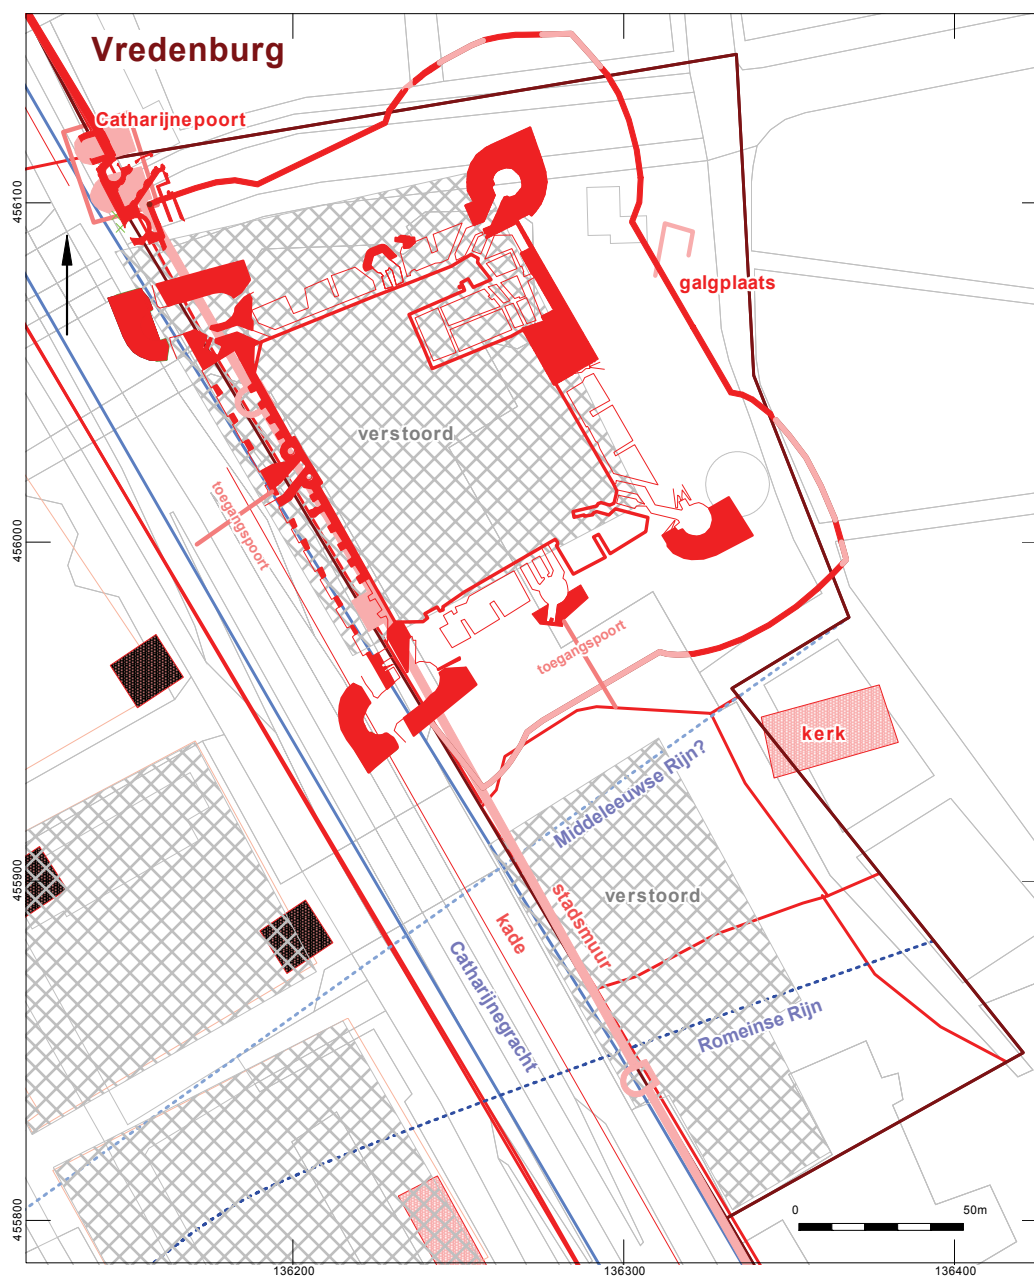 Vredenburg
Catharijnepoort
456100
galgplaats
verstoord
toegangspoort
456000
toegangspoort
kerk
Middeleeuwse Rijn?
455900
stadsmuur
verstoord
kade
Catharijnegracht
Romeinse Rijn
455800
0 50m
136200 136300 136400